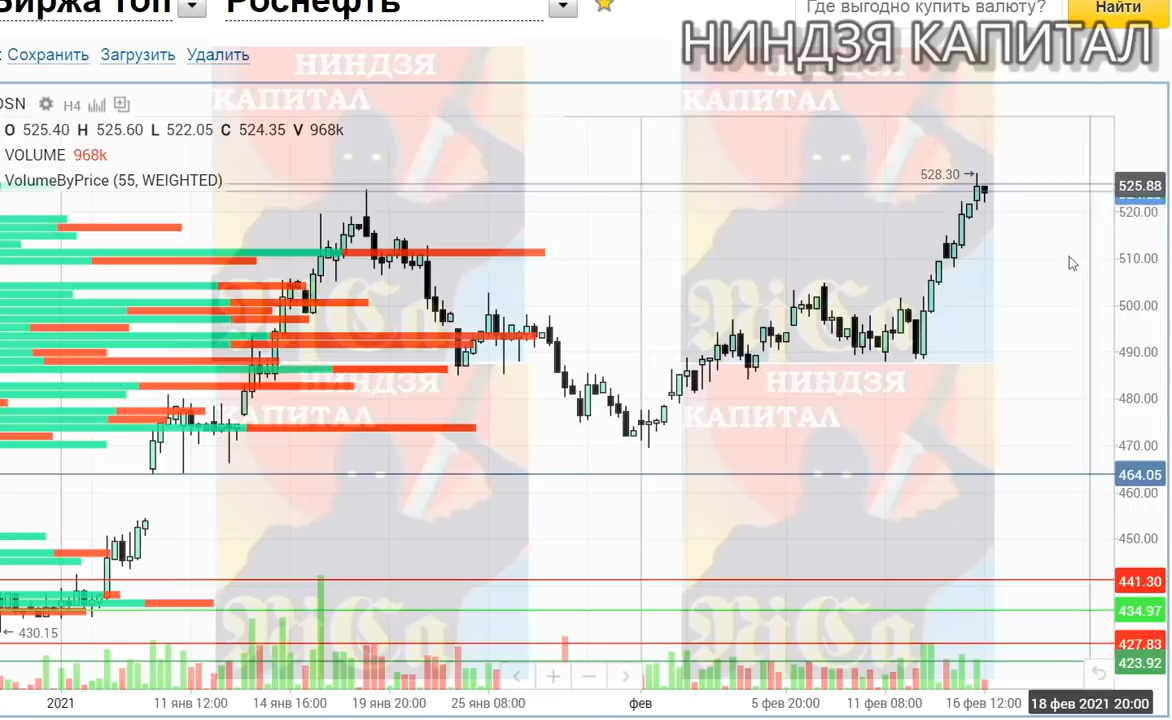 Биржа топ Роснефть
Где выгодно купить валюту? Найти
НИНДЗЯ КАПИТАЛ
: Сохранить Загрузить Удалить
НИНДЗЯ
КАПИТАЛ
КАПИТАЛ
OSN H4
O 525.40 H 525.60 L 522.05 C 524.35 V 968k
VOLUME 968k
VolumeByPrice (55, WEIGHTED)
528.30 →
525.88
520.00
510.00
500.00
490.00
480.00
470.00
464.05
460.00
450.00
441.30
434.97
427.83
423.92
НИНДЗЯ
КАПИТАЛ
НИНДЗЯ
КАПИТАЛ
← 430.15
2021 11 янв 12:00 14 янв 16:00 19 янв 20:00 25 янв 08:00 фев 5 фев 20:00 11 фев 08:00 16 фев 12:00 18 фев 2021 20:00